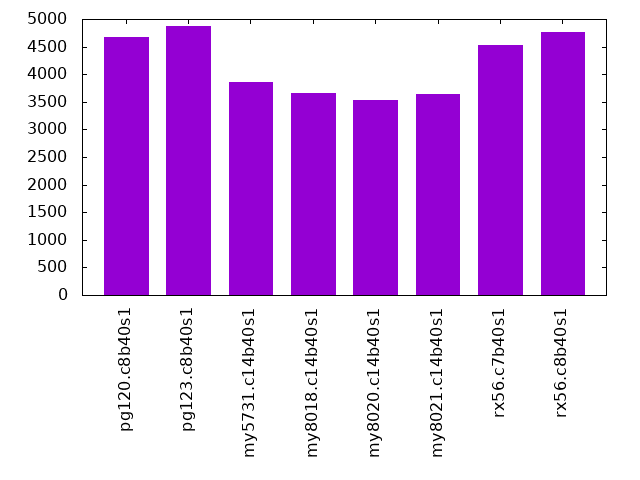 5000
4500
4000
3500
3000
2500
2000
1500
1000
500
0
pg120.c8b40s1
pg123.c8b40s1
my5731.c14b40s1
my8018.c14b40s1
my8020.c14b40s1
my8021.c14b40s1
rx56.c7b40s1
rx56.c8b40s1